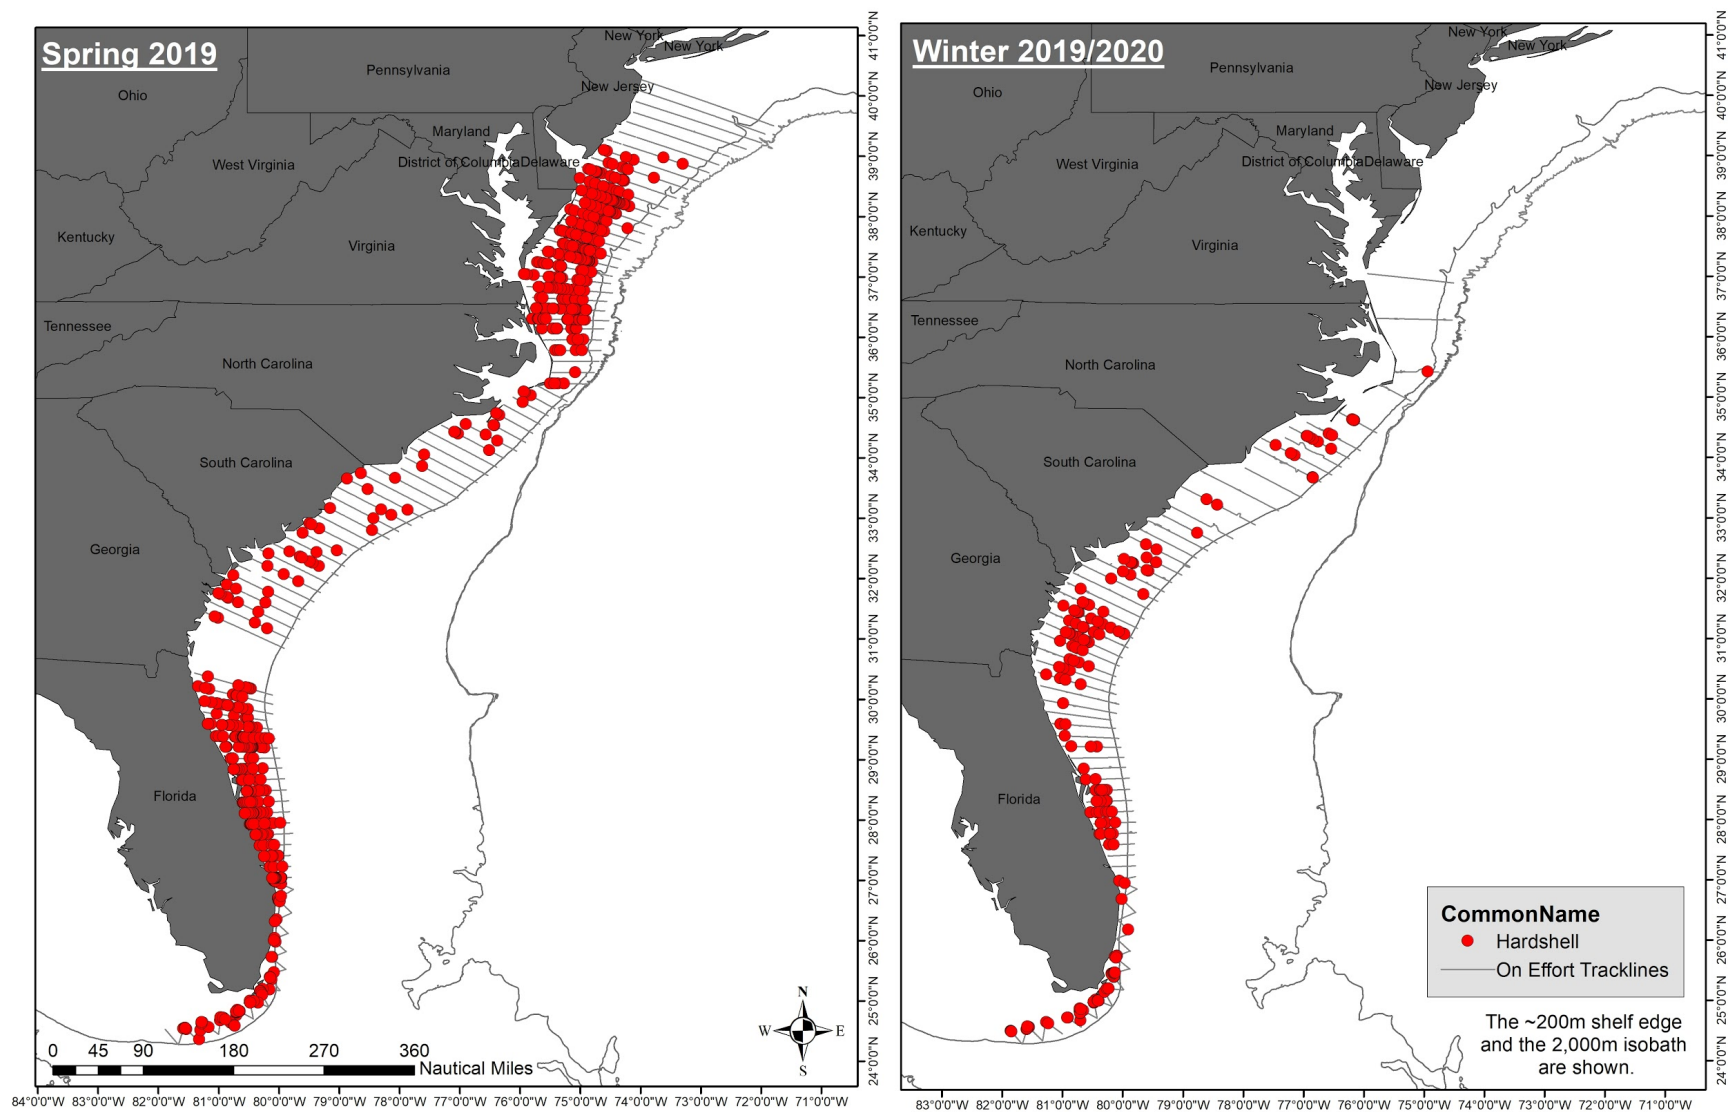 Spring 2019
New York
New York
Pennsylvania
New Jersey
Ohio
Maryland
District of Columbia
Delaware
West Virginia
Kentucky
Virginia
Tennessee
North Carolina
South Carolina
Georgia
Florida
N
W E
S
0 45 90 180 270 360
Nautical Miles
41°0'0"N
40°0'0"N
39°0'0"N
38°0'0"N
37°0'0"N
36°0'0"N
35°0'0"N
34°0'0"N
33°0'0"N
32°0'0"N
31°0'0"N
30°0'0"N
29°0'0"N
28°0'0"N
27°0'0"N
26°0'0"N
25°0'0"N
24°0'0"N
84°0'0"W 83°0'0"W 82°0'0"W 81°0'0"W 80°0'0"W 79°0'0"W 78°0'0"W 77°0'0"W 76°0'0"W 75°0'0"W 74°0'0"W 73°0'0"W 72°0'0"W 71°0'0"W
Winter 2019/2020
New York
New York
Pennsylvania
New Jersey
Ohio
Maryland
District of Columbia
Delaware
West Virginia
Kentucky
Virginia
Tennessee
North Carolina
South Carolina
Georgia
Florida
CommonName
Hardshell
On Effort Tracklines
The ~200m shelf edge
and the 2,000m isobath
are shown.
41°0'0"N
40°0'0"N
39°0'0"N
38°0'0"N
37°0'0"N
36°0'0"N
35°0'0"N
34°0'0"N
33°0'0"N
32°0'0"N
31°0'0"N
30°0'0"N
29°0'0"N
28°0'0"N
27°0'0"N
26°0'0"N
25°0'0"N
24°0'0"N
83°0'0"W 82°0'0"W 81°0'0"W 80°0'0"W 79°0'0"W 78°0'0"W 77°0'0"W 76°0'0"W 75°0'0"W 74°0'0"W 73°0'0"W 72°0'0"W 71°0'0"W